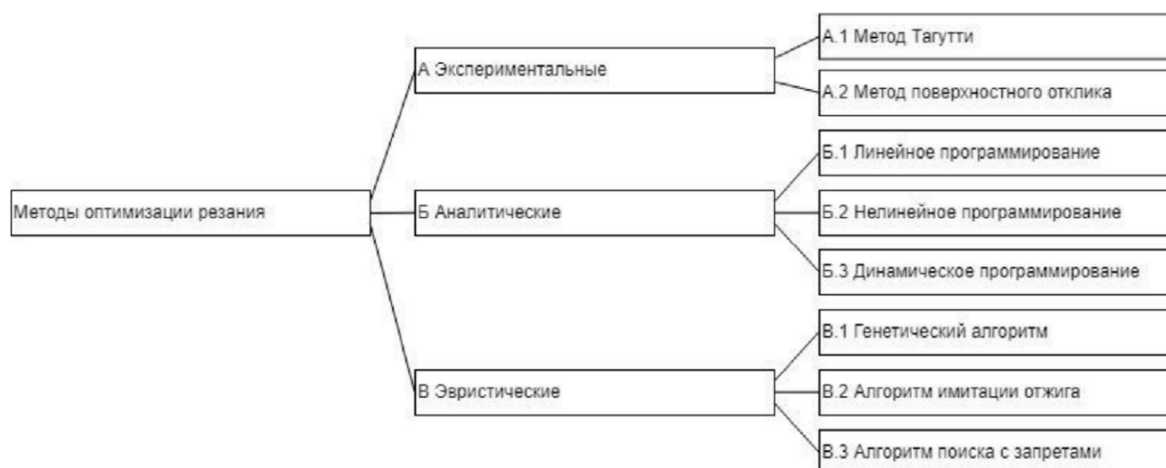 А.1 Метод Тагутти
А Экспериментальные
А.2 Метод поверхностного отклика
Б.1 Линейное программирование
Методы оптимизации резания
Б Аналитические
Б.2 Нелинейное программирование
Б.3 Динамическое программирование
В.1 Генетический алгоритм
В Эвристические
В.2 Алгоритм имитации отжига
В.3 Алгоритм поиска с запретами